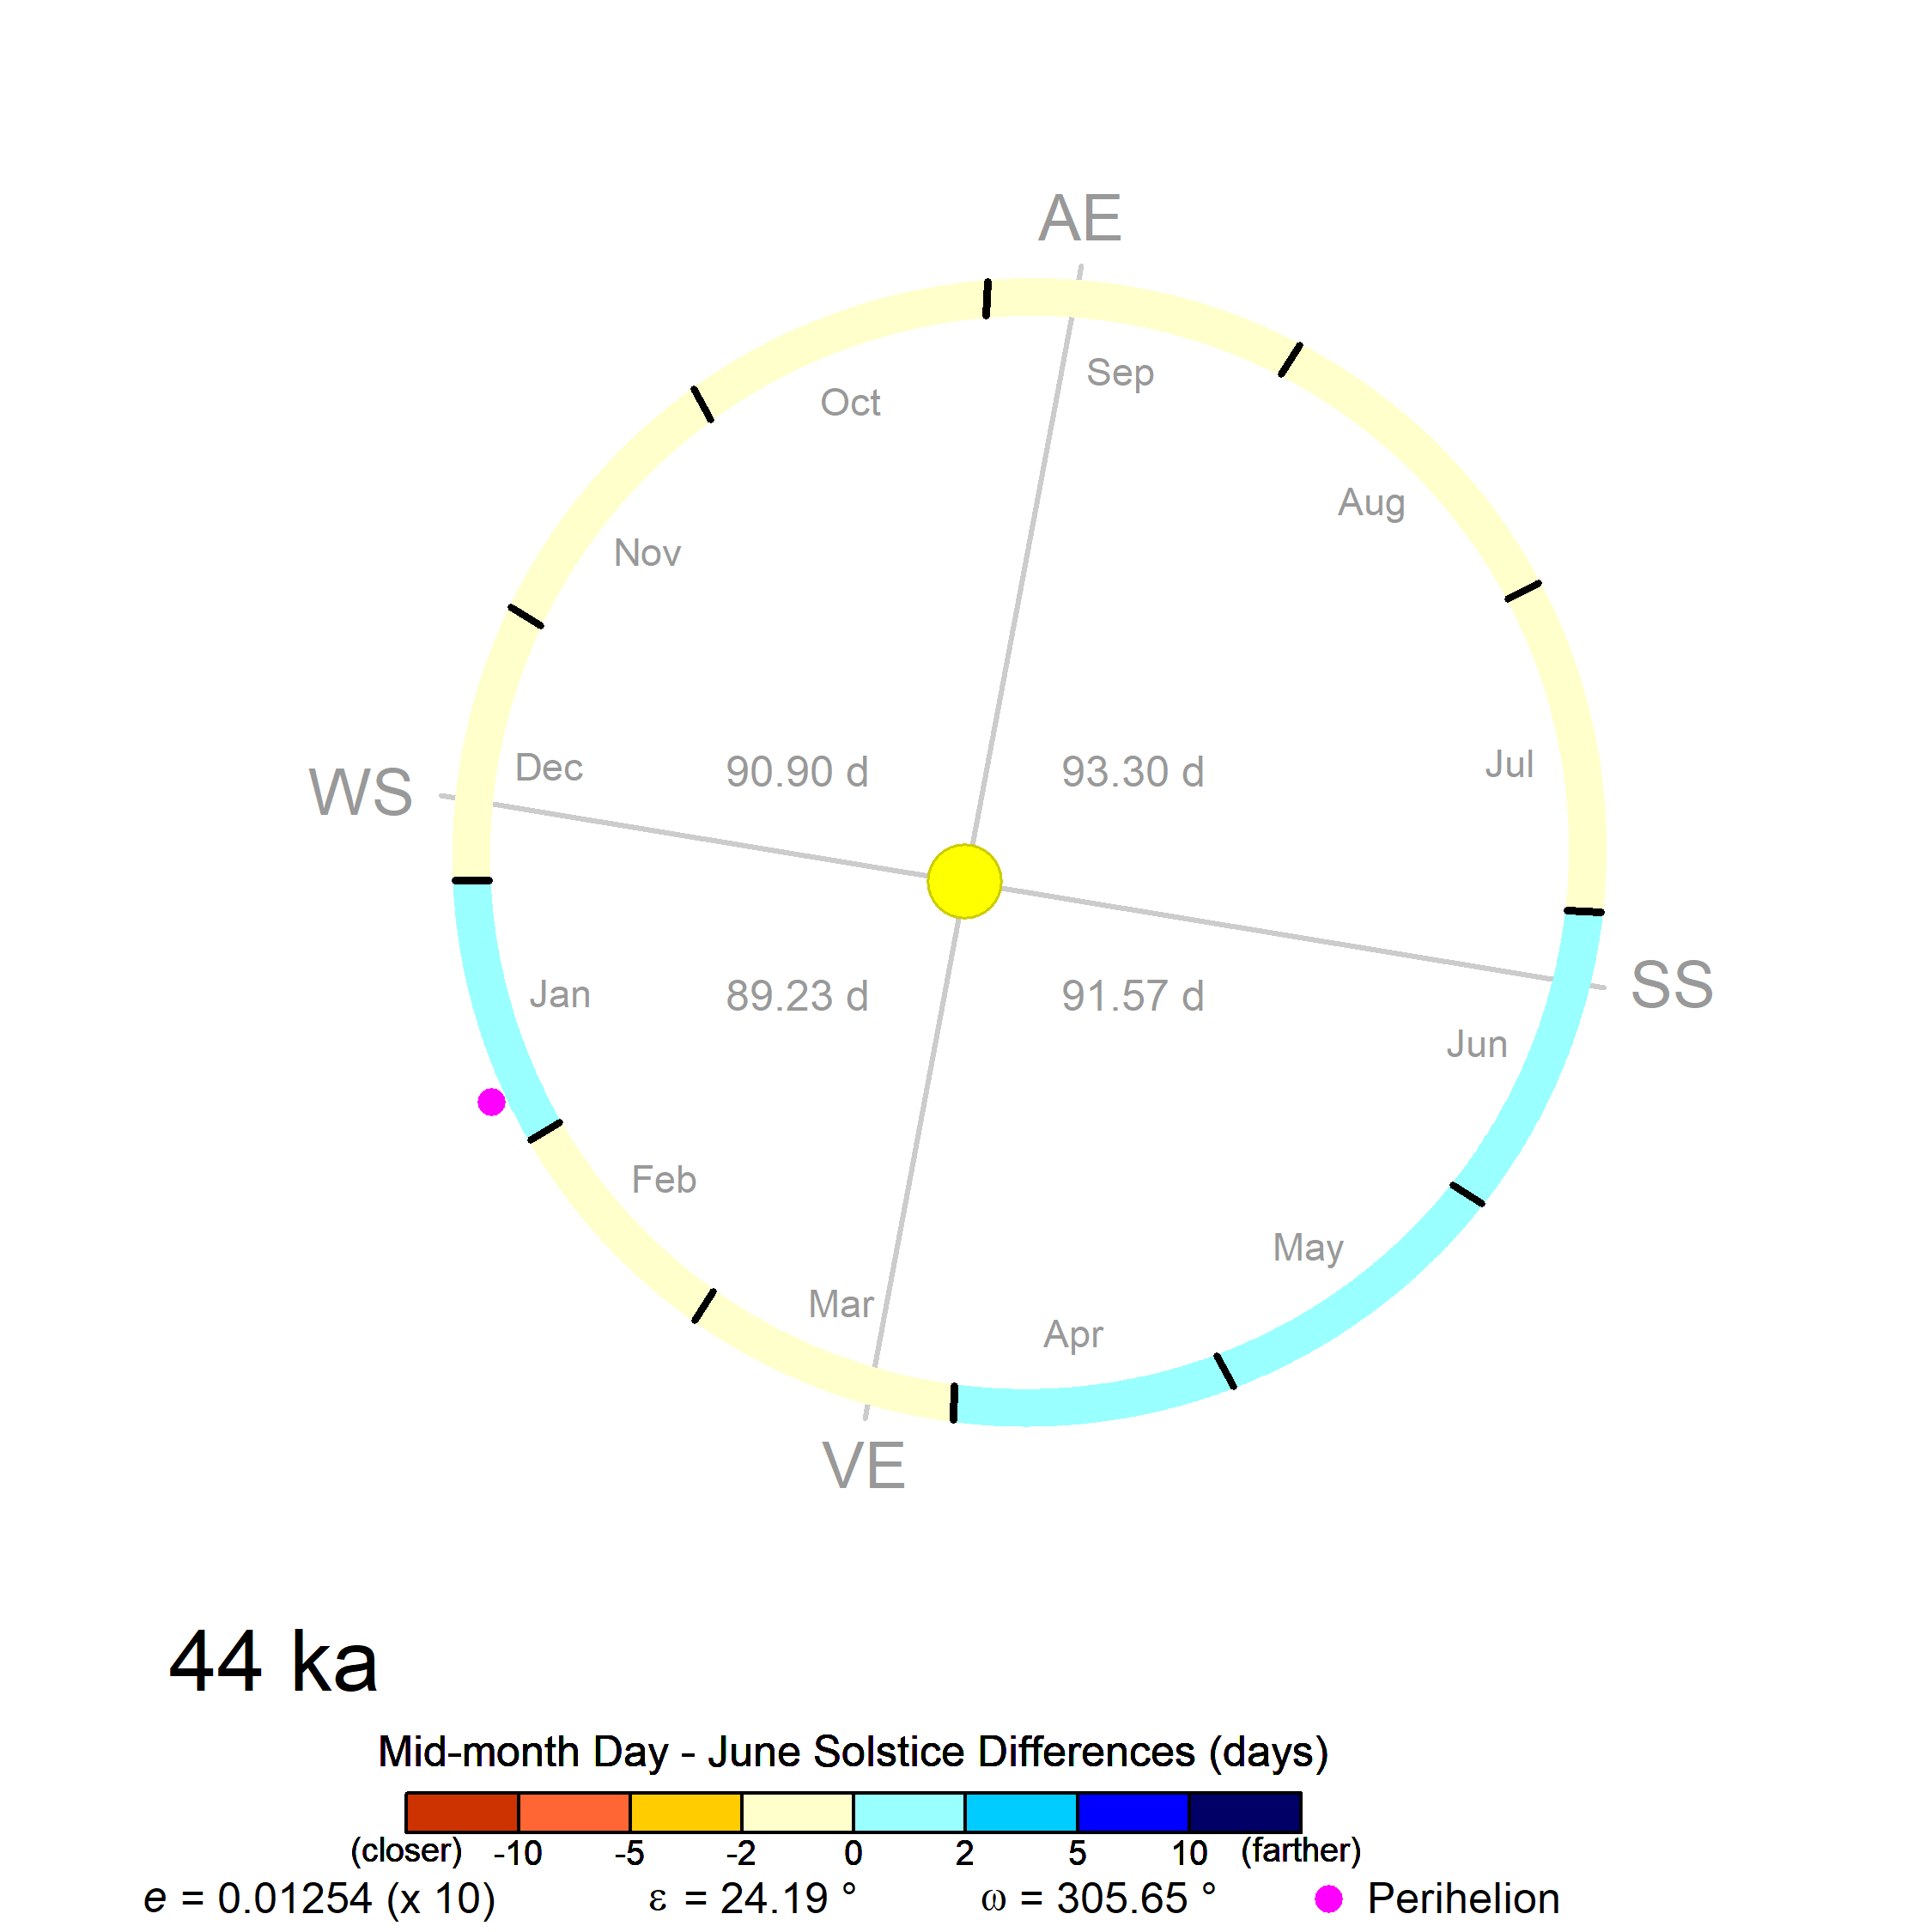 AE
Sep
Oct
Aug
Nov
Dec
90.90 d
93.30 d
Jul
WS
SS
Jan
89.23 d
91.57 d
Jun
Feb
May
Mar
Apr
VE
44 ka
Mid-month Day - June Solstice Differences (days)
(closer) -10 -5 -2 0 2 5 10 (farther)
e = 0.01254 (x 10) ε = 24.19 ° ω = 305.65 ° Perihelion